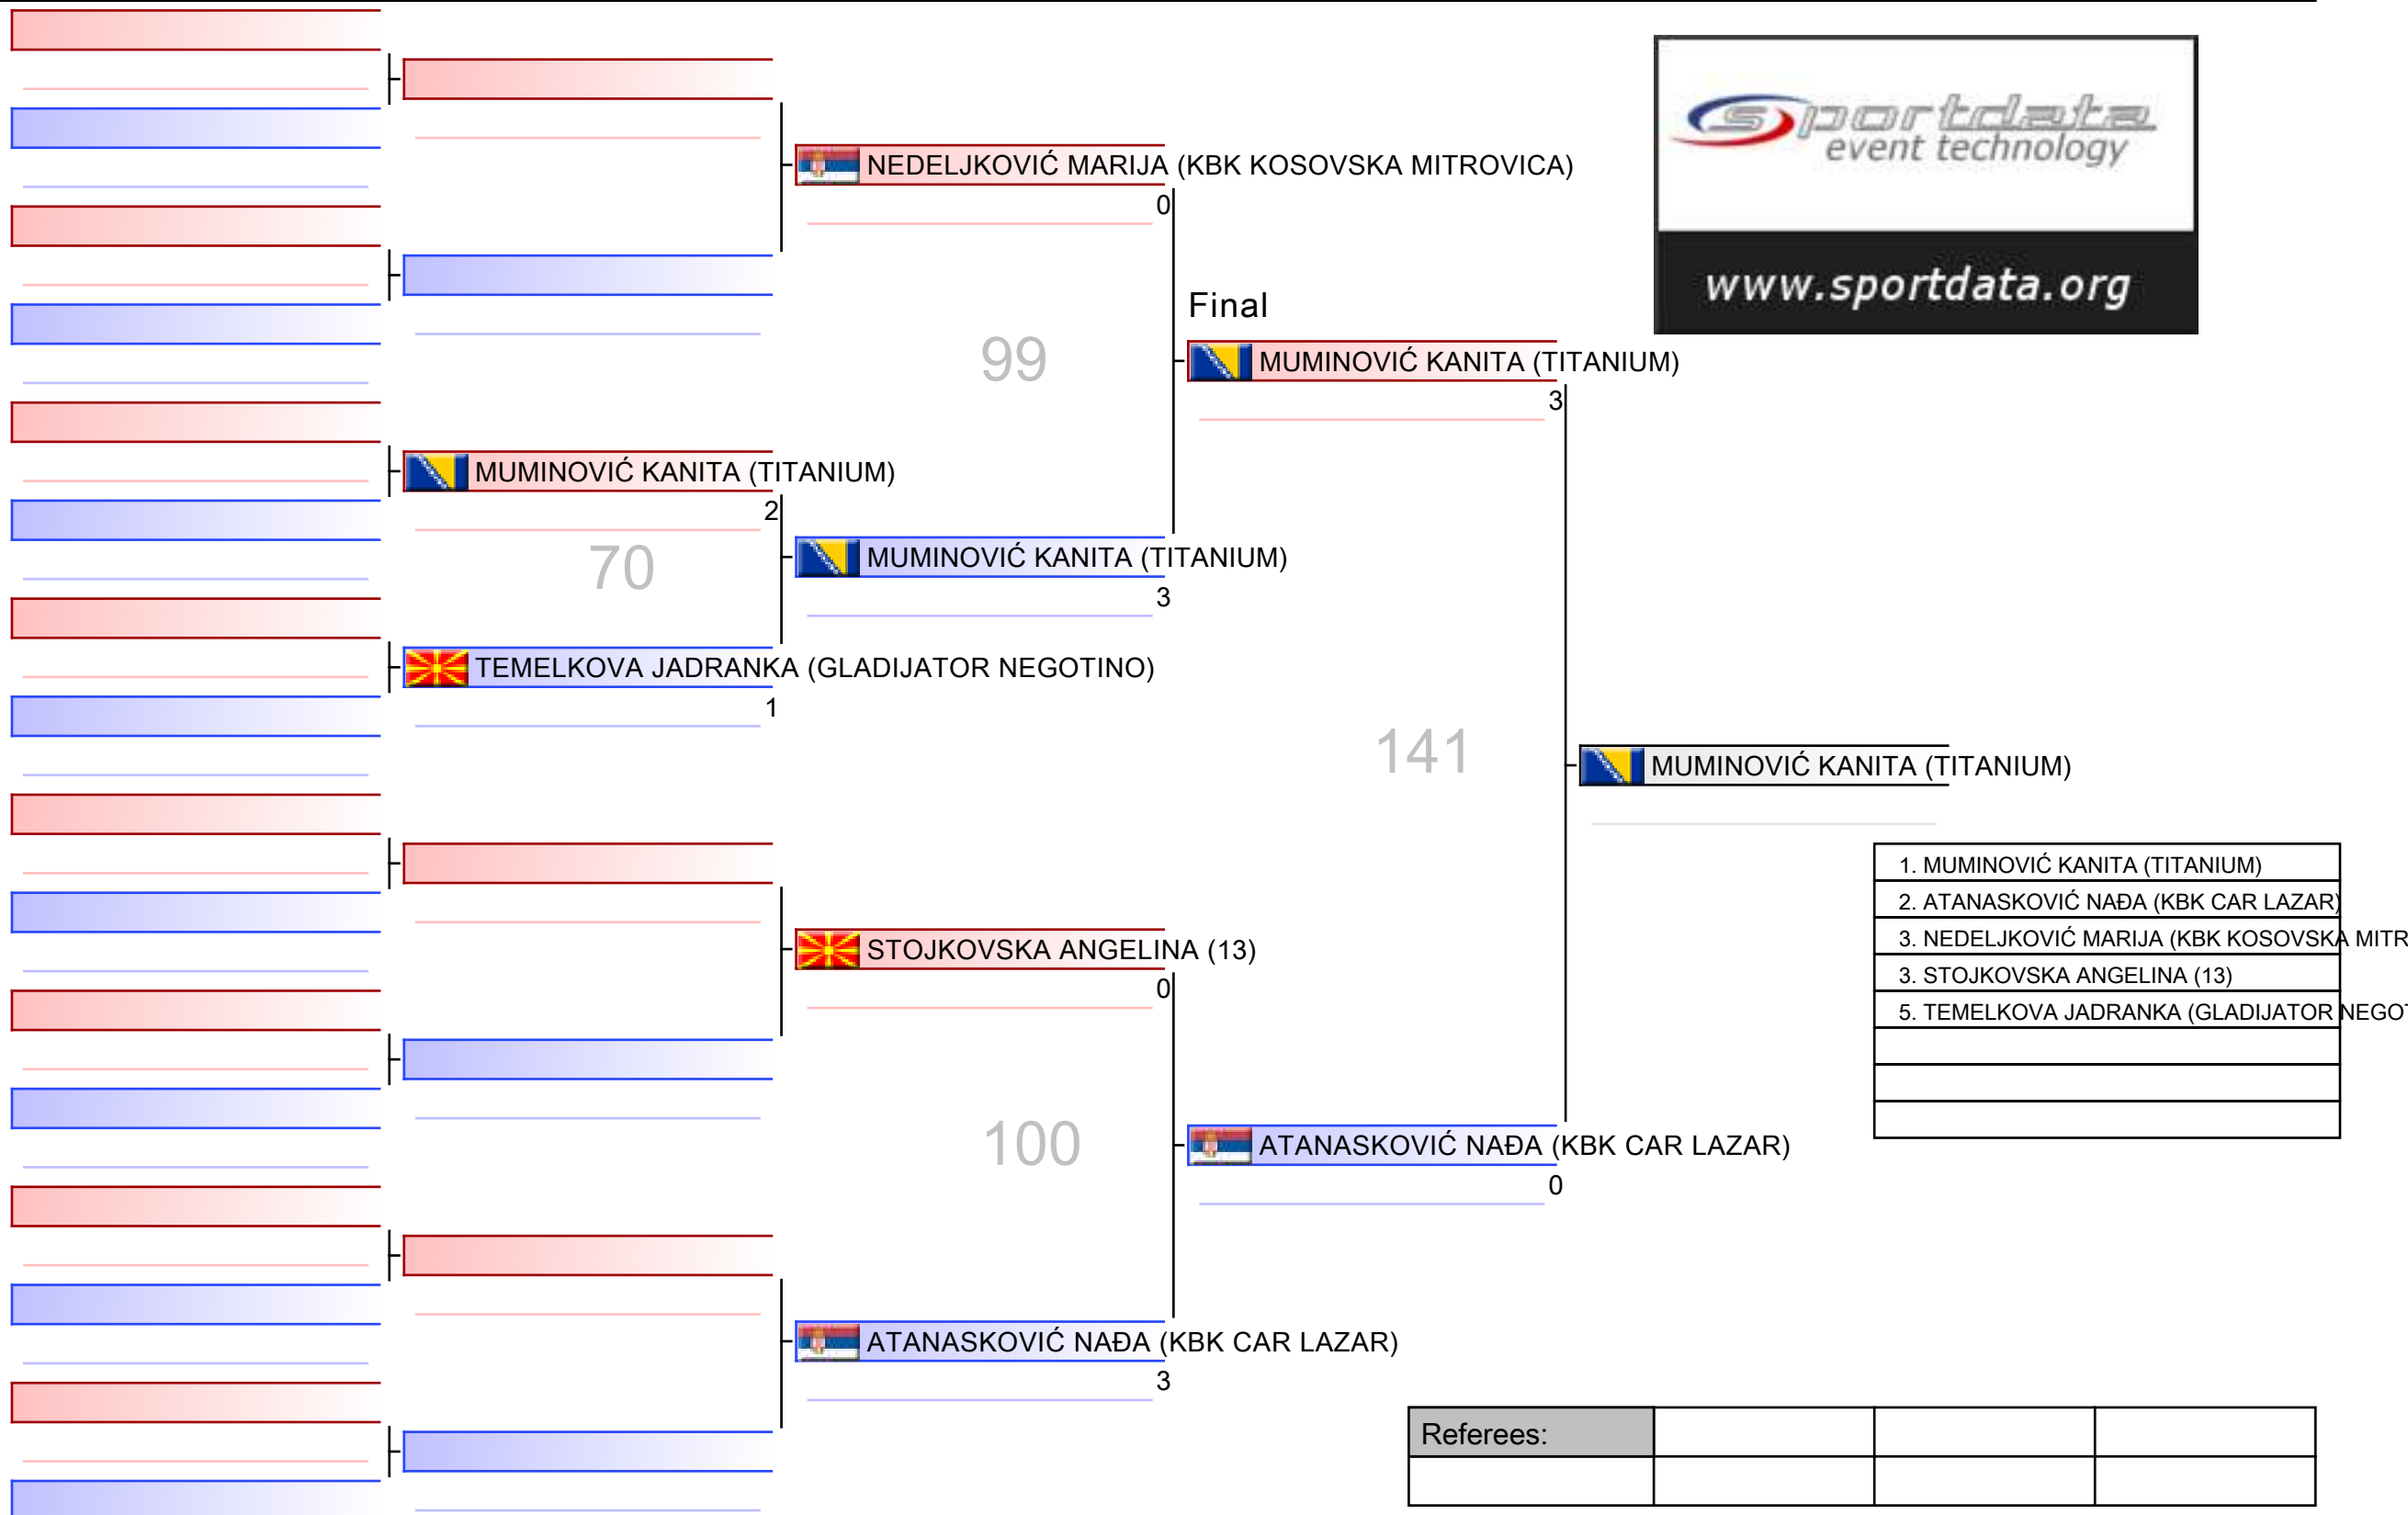 sportdata
event technology
www.sportdata.org
NEDELJKOVIĆ MARIJA (KBK KOSOVSKA MITROVICA)
0
99
Final
MUMINOVIĆ KANITA (TITANIUM)
3
MUMINOVIĆ KANITA (TITANIUM)
2
70
MUMINOVIĆ KANITA (TITANIUM)
3
TEMELKOVA JADRANKA (GLADIJATOR NEGOTINO)
1
141
MUMINOVIĆ KANITA (TITANIUM)
1. MUMINOVIĆ KANITA (TITANIUM)
2. ATANASKOVIĆ NAĐA (KBK CAR LAZAR)
3. NEDELJKOVIĆ MARIJA (KBK KOSOVSKA MITR
3. STOJKOVSKA ANGELINA (13)
5. TEMELKOVA JADRANKA (GLADIJATOR NEGOT
STOJKOVSKA ANGELINA (13)
0
100
ATANASKOVIĆ NAĐA (KBK CAR LAZAR)
0
ATANASKOVIĆ NAĐA (KBK CAR LAZAR)
3
Referees: